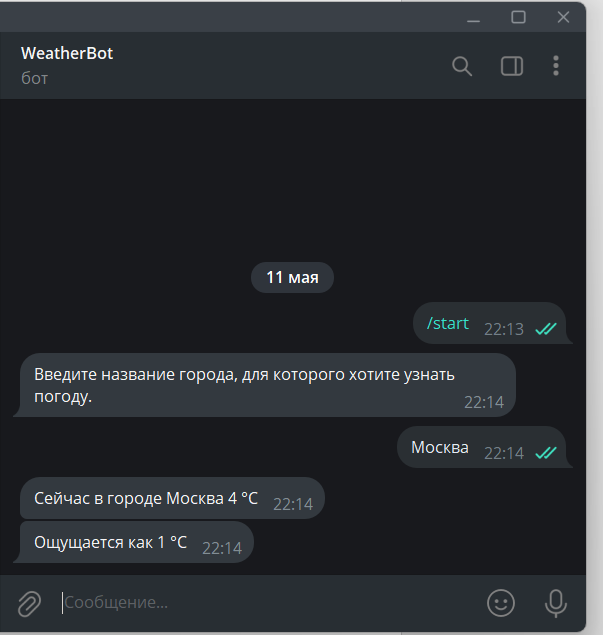 WeatherBot
бот
11 мая
/start 22:13
Введите название города, для которого хотите узнать
погоду.
22:14
Москва 22:14
Сейчас в городе Москва 4 °C 22:14
Ощущается как 1 °C 22:14
Сообщение...